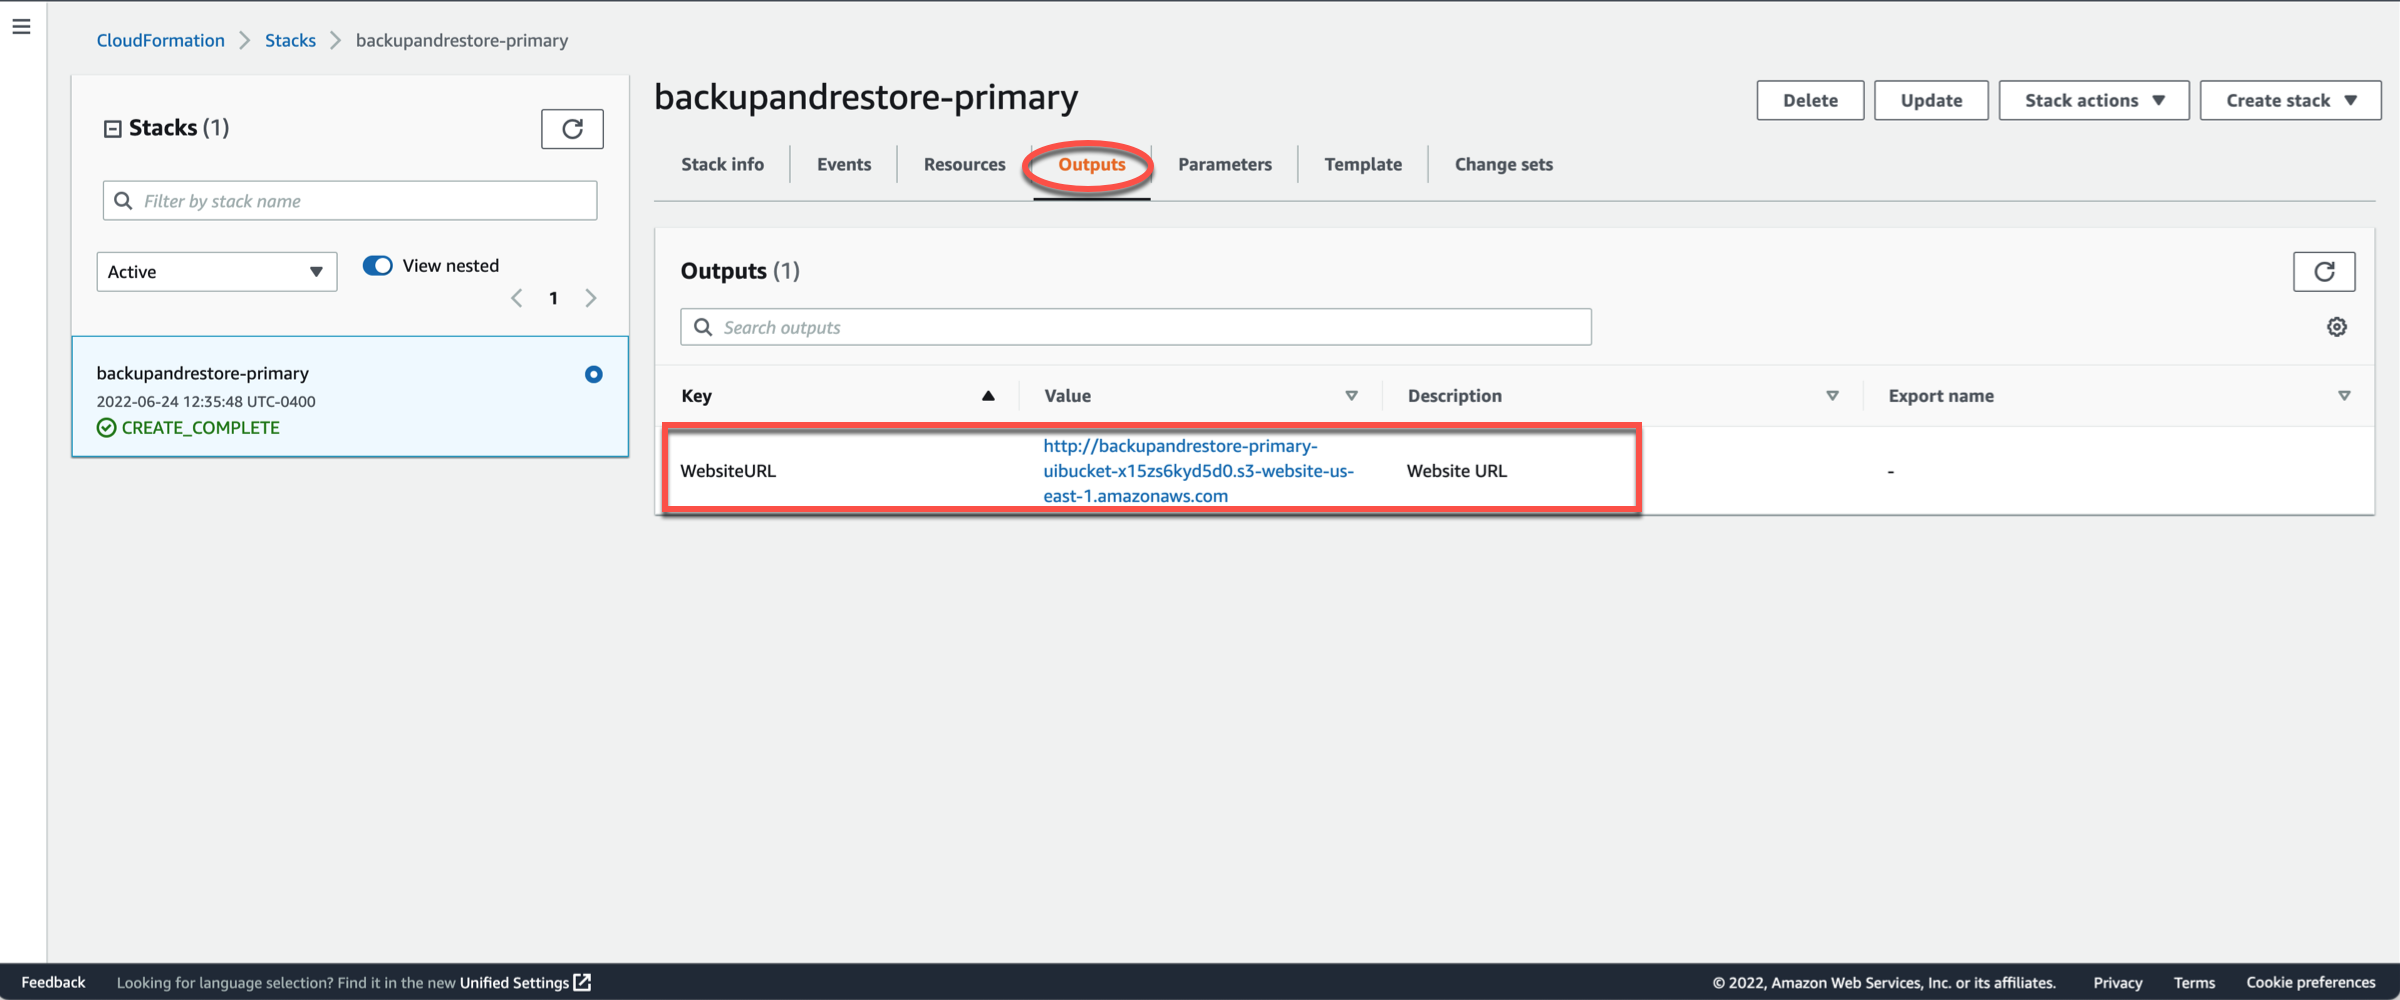 CloudFormation
Stacks
backupandrestore-primary
Stacks (1)
Filter by stack name
Active
View nested
1
backupandrestore-primary
2022-06-24 12:35:48 UTC-0400
CREATE_COMPLETE
backupandrestore-primary
Delete
Update
Stack actions
Create stack
Stack info
Events
Resources
Outputs
Parameters
Template
Change sets
Outputs (1)
Search outputs
Key
Value
Description
Export name
WebsiteURL
http://backupandrestore-primary-
uibucket-x15zs6kyd5d0.s3-website-us-
east-1.amazonaws.com
Website URL
-
Feedback
Looking for language selection? Find it in the new Unified Settings
© 2022, Amazon Web Services, Inc. or its affiliates.
Privacy
Terms
Cookie preferences